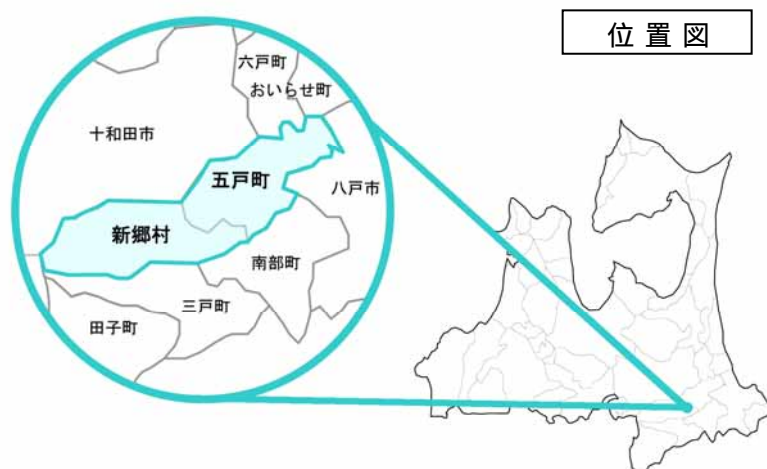 位置図
六戸町
おいらせ町
十和田市
五戸町
八戸市
新郷村
南部町
三戸町
田子町